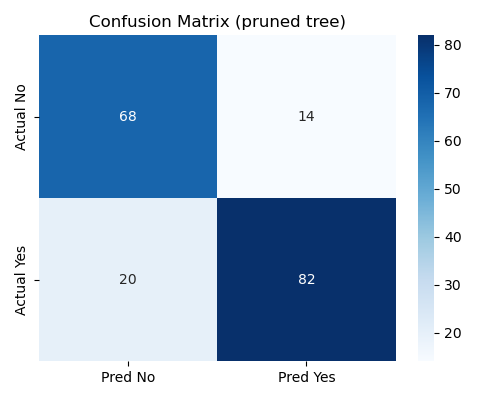 Confusion Matrix (pruned tree)
Actual No
68
14
Actual Yes
20
82
Pred No
Pred Yes
80
70
60
50
40
30
20